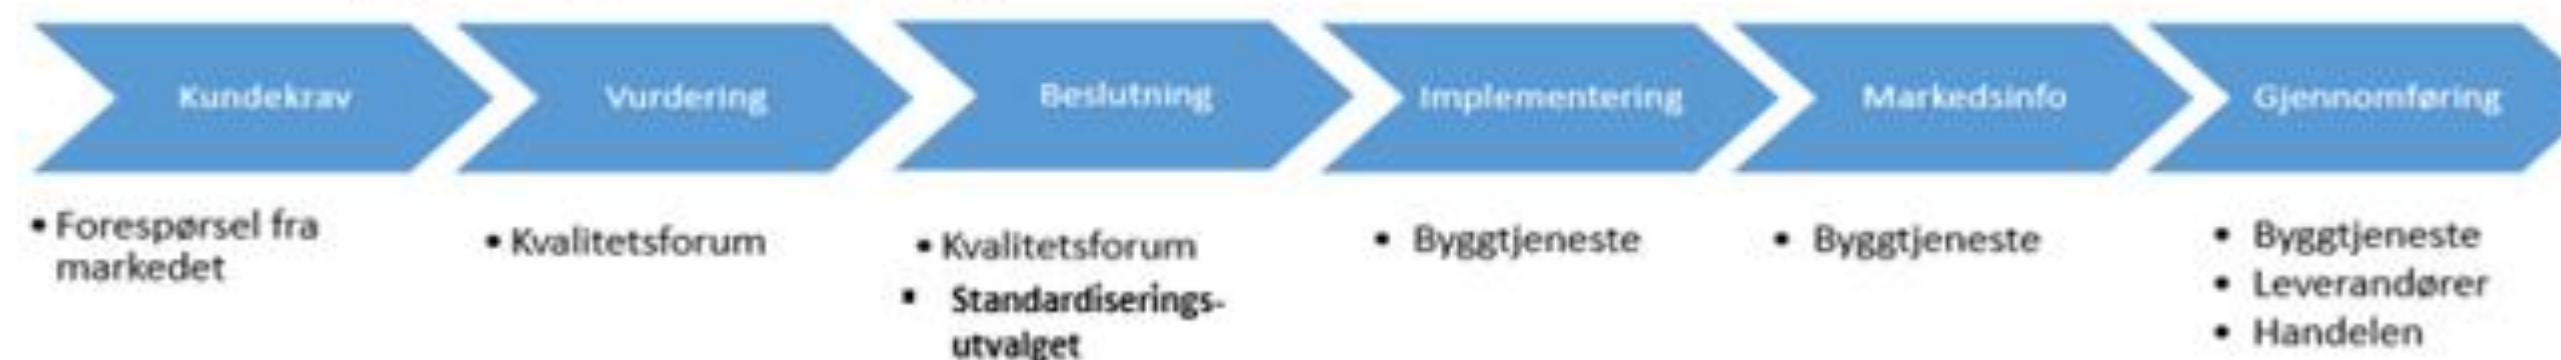 Kundekrav
Vurdering
Beslutning
Implementering
Markedsinfo
Gjennomføring
• Forespørsel fra
markedet
• Kvalitetsforum
• Kvalitetsforum
▪ Standardiserings-
utvalget
• Byggtjeneste
• Byggtjeneste
• Byggtjeneste
• Leverandører
• Handelen